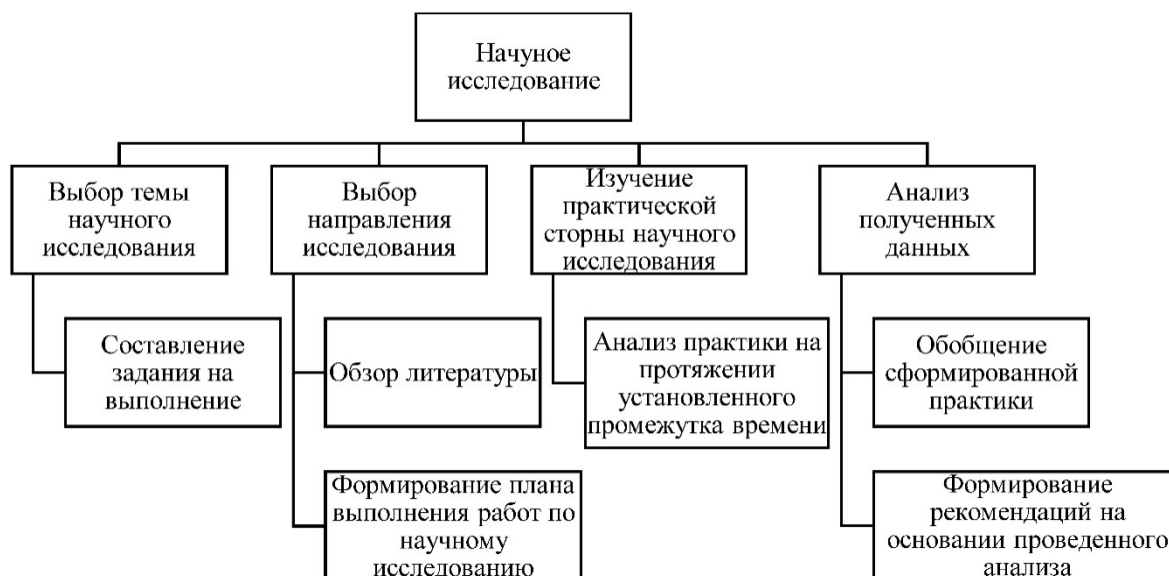 Начуное
исследование
Выбор темы
научного
исследования
Составление
задания на
выполнение
Выбор
направления
исследования
Обзор литературы
Формирование плана
выполнения работ по
научному
исследованию
Изучение
практической
сторны научного
исследования
Анализ практики на
протяжении
установленного
промежутка времени
Анализ
полученных
данных
Обобщение
сформированной
практики
Формирование
рекомендаций на
основании проведенного
анализа